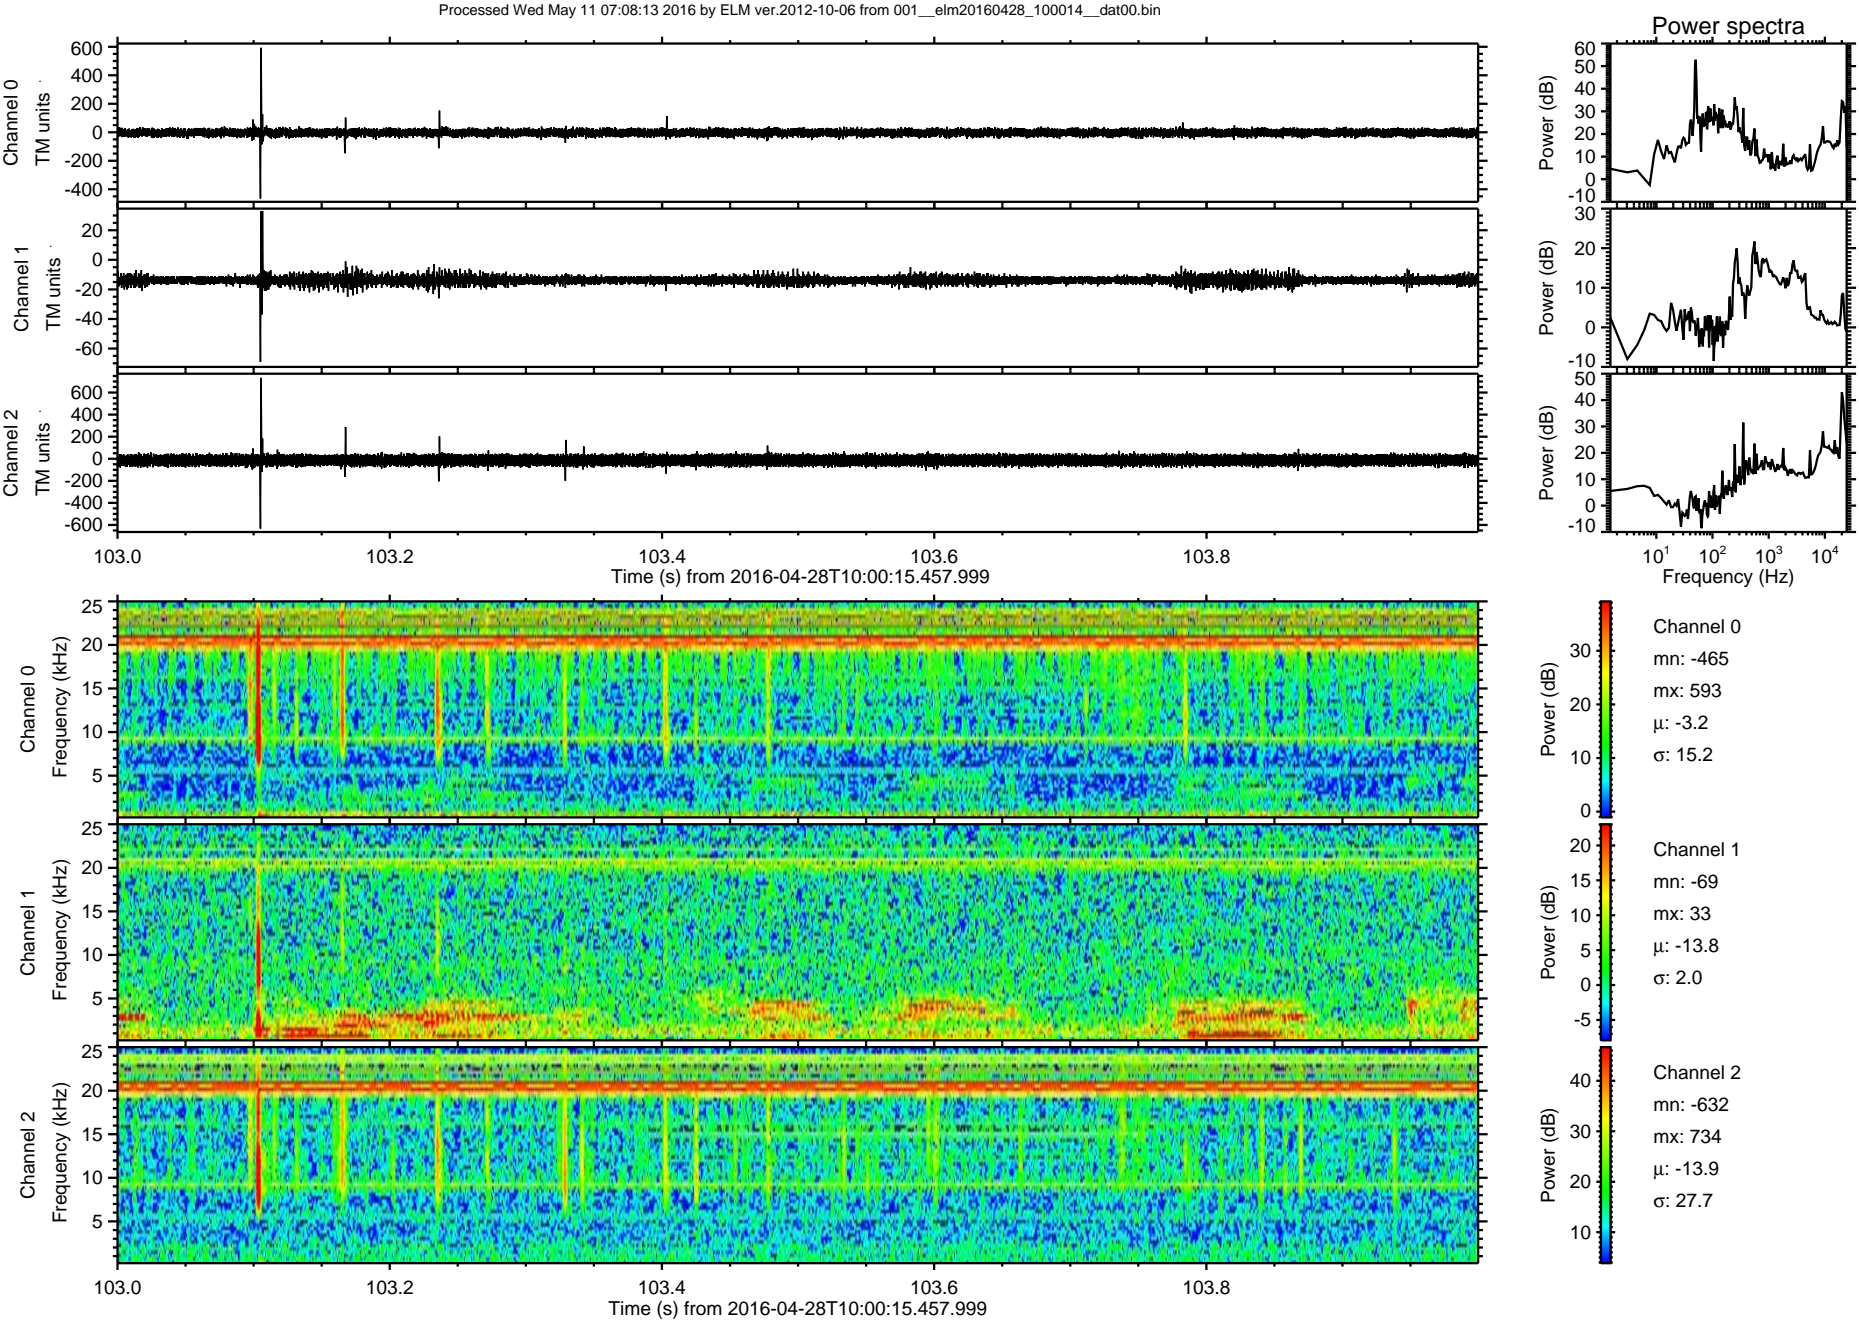 Processed Wed May 11 07:08:13 2016 by ELM ver.2012-10-06 from 001__elm20160428_100014__dat00.bin
Power spectra
Channel 0
TM units
600
400
200
0
-200
-400
Power (dB)
60
50
40
30
20
10
0
-10
Channel 1
TM units
20
0
-20
-40
-60
Power (dB)
30
20
10
0
-10
Channel 2
TM units
600
400
200
0
-200
-400
-600
Power (dB)
50
40
30
20
10
0
-10
103.0 103.2 103.4 103.6 103.8
Time (s) from 2016-04-28T10:00:15.457.999
10¹ 10² 10³ 10⁴
Frequency (Hz)
Channel 0
Frequency (kHz)
25
20
15
10
5
Power (dB)
30
20
10
0
Channel 0
mn: -465
mx: 593
μ: -3.2
σ: 15.2
Channel 1
Frequency (kHz)
25
20
15
10
5
Power (dB)
20
15
10
5
0
-5
Channel 1
mn: -69
mx: 33
μ: -13.8
σ: 2.0
Channel 2
Frequency (kHz)
25
20
15
10
5
Power (dB)
40
30
20
10
Channel 2
mn: -632
mx: 734
μ: -13.9
σ: 27.7
103.0 103.2 103.4 103.6 103.8
Time (s) from 2016-04-28T10:00:15.457.999